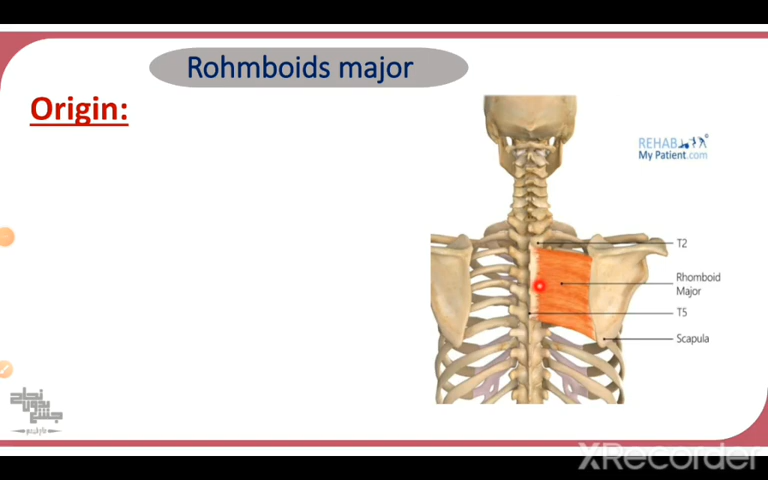 Rohmboids major
Origin:
REHAB
My Patient.com
T2
Rhomboid
Major
T5
Scapula
XRecorder